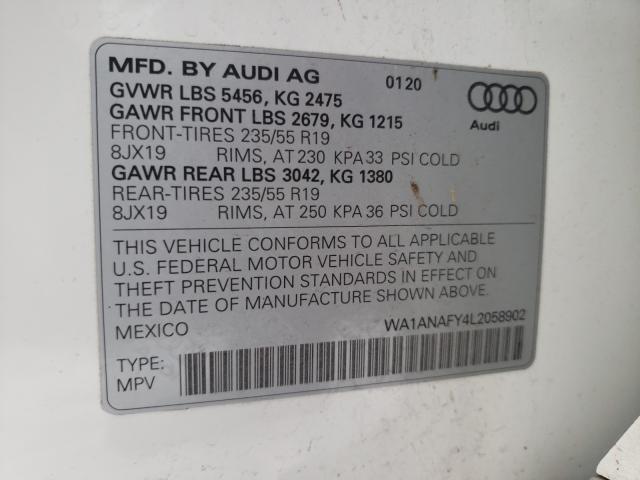 MFD. BY AUDI AG 0120
GVWR LBS 5456, KG 2475
GAWR FRONT LBS 2679, KG 1215
FRONT-TIRES 235/55 R19
8JX19 RIMS, AT 230 KPA 33 PSI COLD
GAWR REAR LBS 3042, KG 1380
REAR-TIRES 235/55 R19
8JX19 RIMS, AT 250 KPA 36 PSI COLD
Audi
THIS VEHICLE CONFORMS TO ALL APPLICABLE
U.S. FEDERAL MOTOR VEHICLE SAFETY AND
THEFT PREVENTION STANDARDS IN EFFECT ON
THE DATE OF MANUFACTURE SHOWN ABOVE.
MEXICO WA1ANAFY4L2058902
TYPE:
MPV